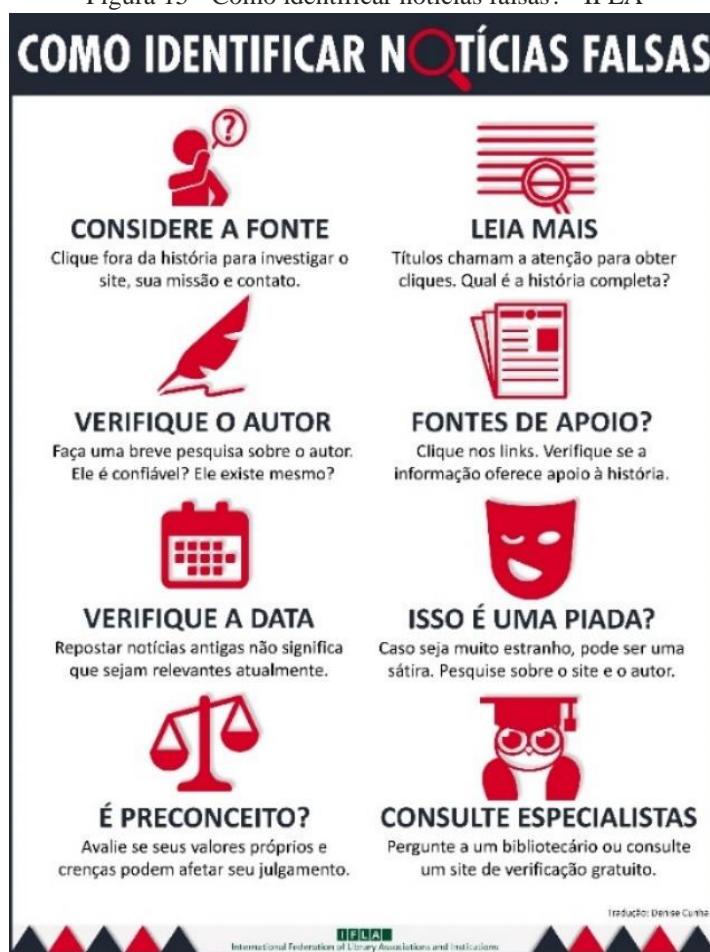 COMO IDENTIFICAR NOTÍCIAS FALSAS
CONSIDERE A FONTE
Clique fora da história para investigar o
site, sua missão e contato.
LEIA MAIS
Títulos chamam a atenção para obter
cliques. Qual é a história completa?
VERIFIQUE O AUTOR
Faça uma breve pesquisa sobre o autor.
Ele é confiável? Ele existe mesmo?
FONTES DE APOIO?
Clique nos links. Verifique se a
informação oferece apoio à história.
VERIFIQUE A DATA
Repostar notícias antigas não significa
que sejam relevantes atualmente.
ISSO É UMA PIADA?
Caso seja muito estranho, pode ser uma
sátira. Pesquise sobre o site e o autor.
É PRECONCEITO?
Avalie se seus valores próprios e
crenças podem afetar seu julgamento.
CONSULTE ESPECIALISTAS
Pergunte a um bibliotecário ou consulte
um site de verificação gratuito.
Tradução: Denise Cunha
IFLA
International Federation of Library Associations and Institutions